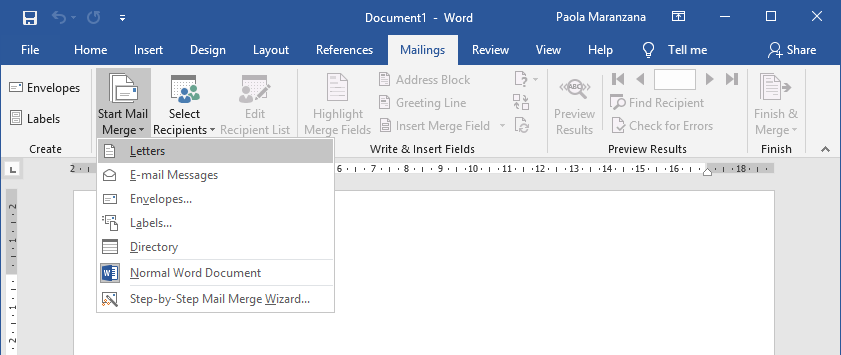 Document1 - Word
Paola Maranzana
File
Home
Insert
Design
Layout
References
Mailings
Review
View
Help
Tell me
Share
Envelopes
Labels
Create
Start Mail
Merge
Select
Recipients
Edit
Recipient List
Highlight
Merge Fields
Address Block
Greeting Line
Insert Merge Field
Write & Insert Fields
ABC
Preview
Results
Find Recipient
Check for Errors
Preview Results
Finish &
Merge
Finish
Letters
E-mail Messages
Envelopes...
Labels...
Directory
Normal Word Document
Step-by-Step Mail Merge Wizard...
L
2 6 7 8 9 10 11 12 13 14 15 16 18
2
1
1
2